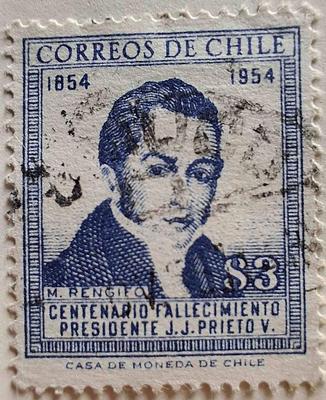 CORREOS DE CHILE
1854 1954
$3
M. RENGIFO
CENTENARIO FALLECIMIENTO
PRESIDENTE J.J. PRIETO V.
CASA DE MONEDA DE CHILE